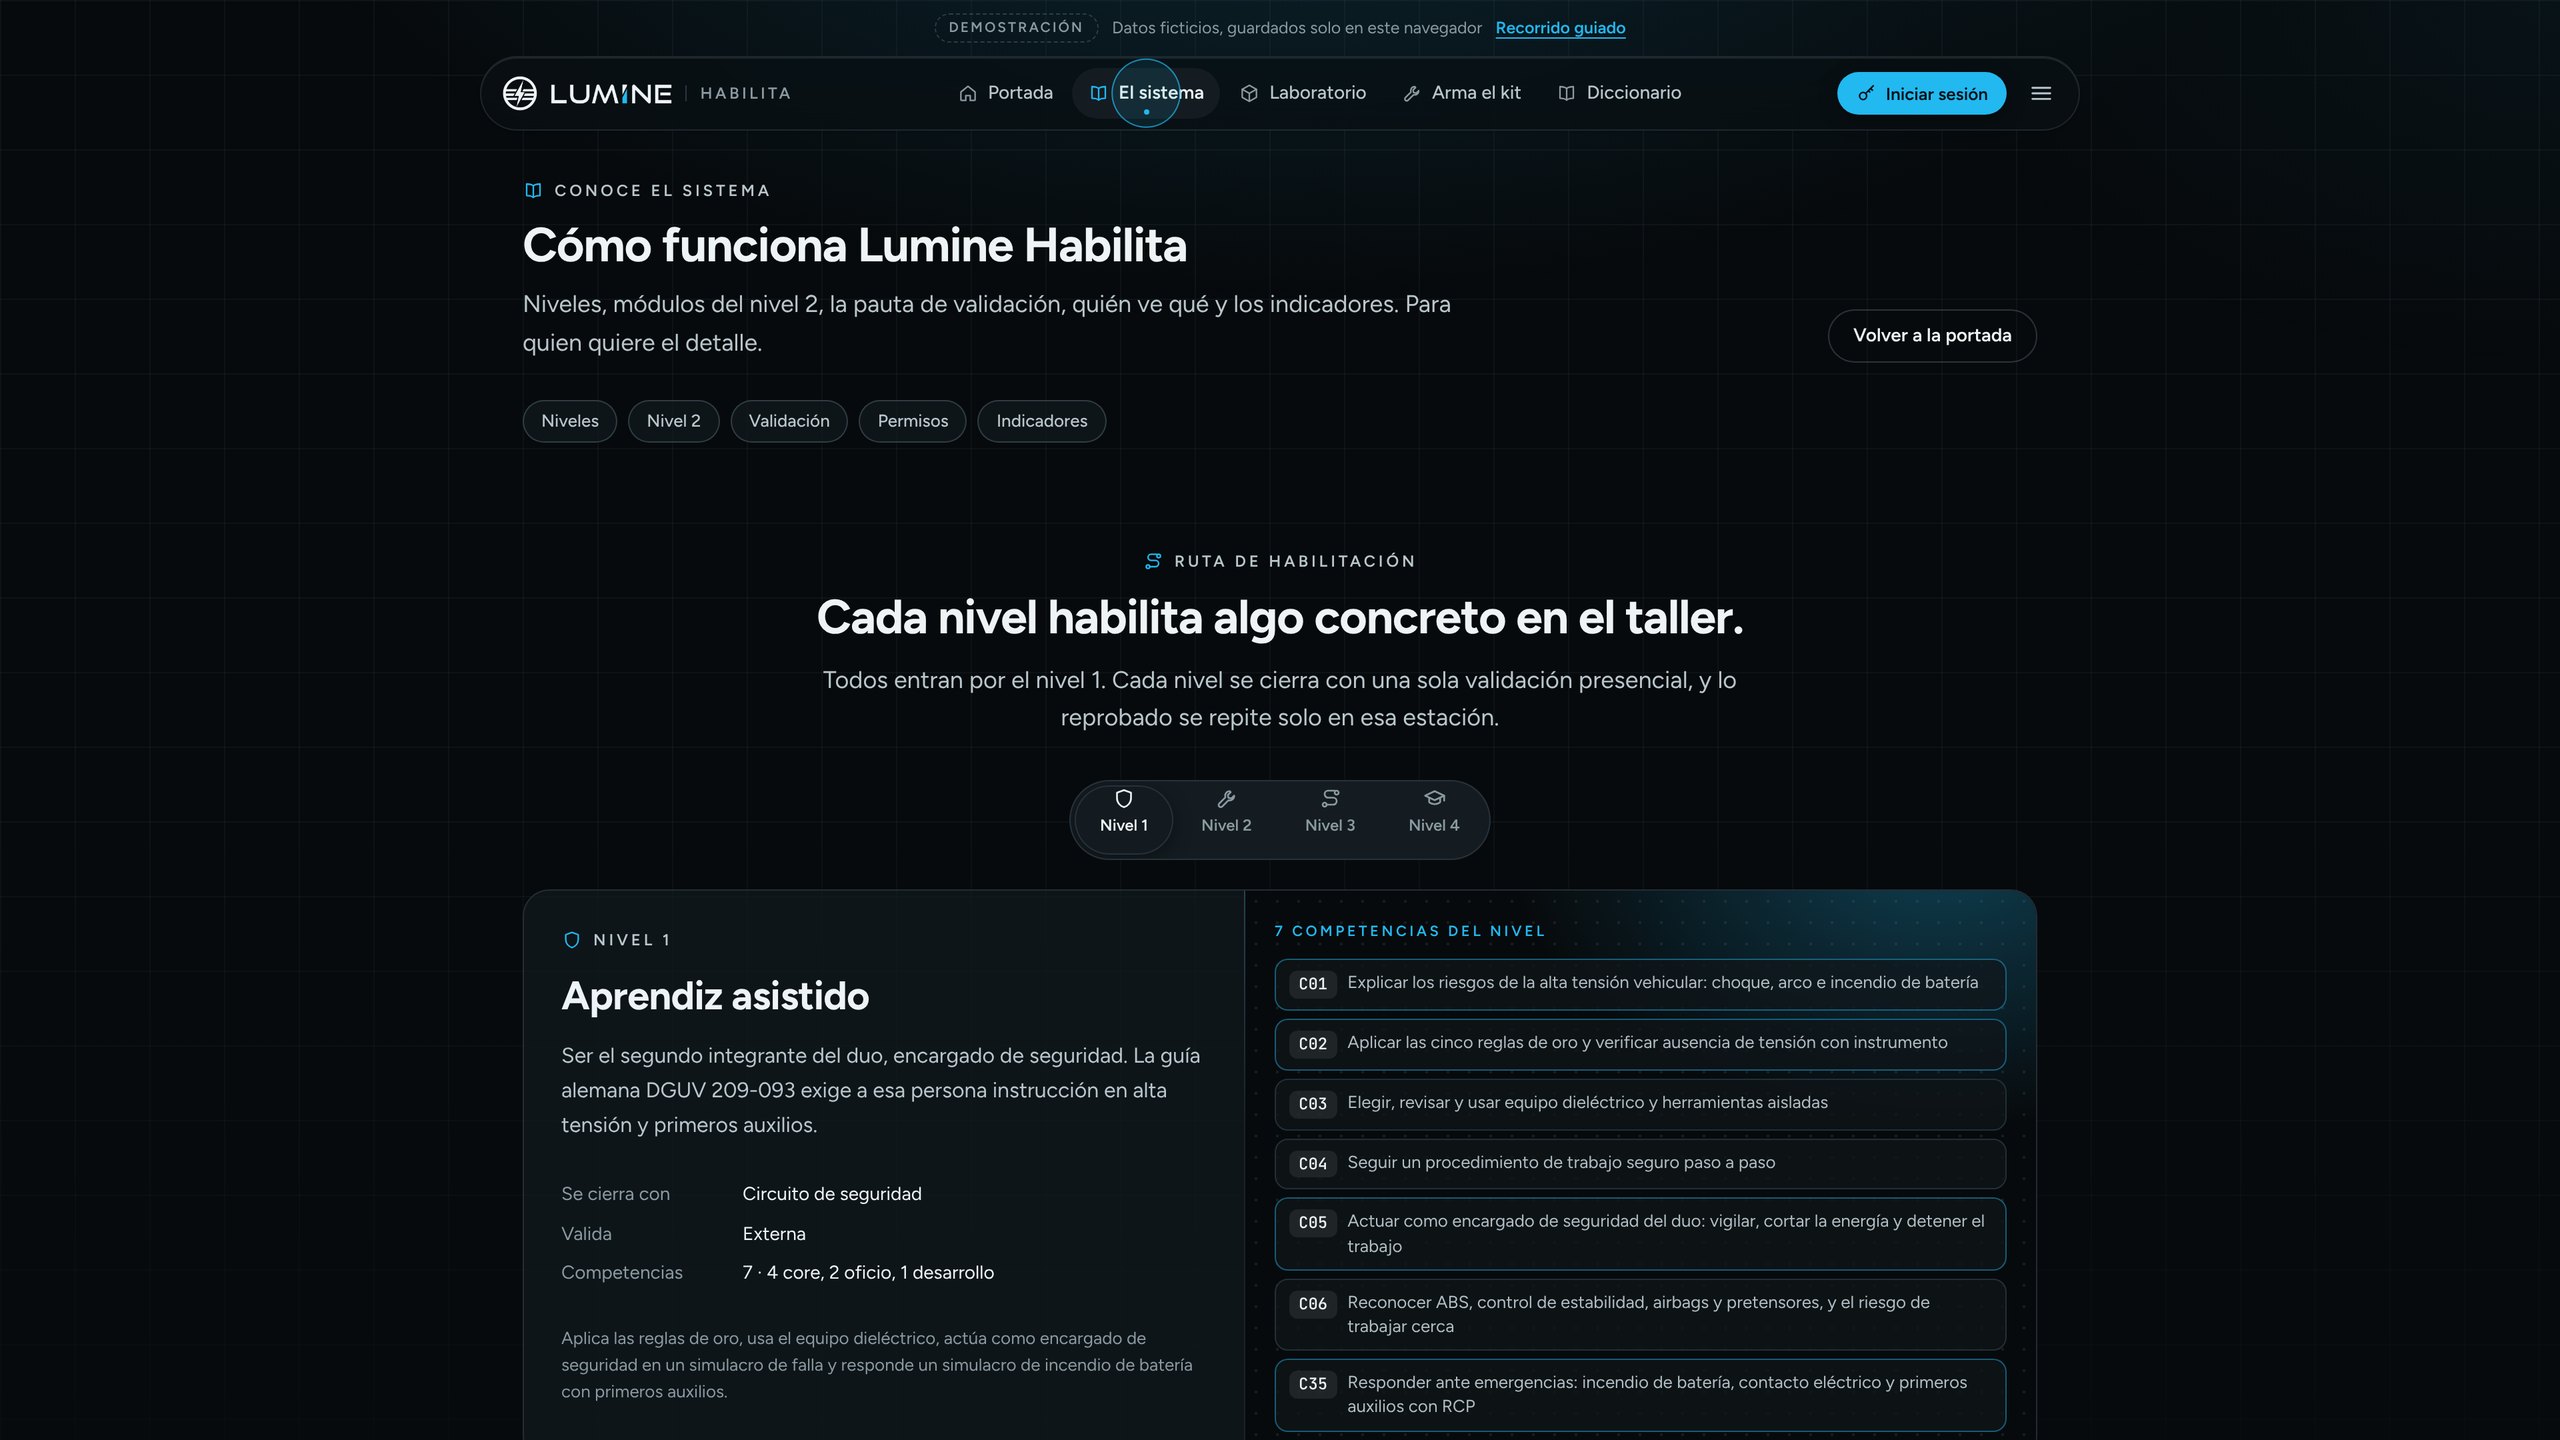 DEMOSTRACIÓN Datos ficticios, guardados solo en este navegador Recorrido guiado
LUMINE HABILITA Portada El sistema Laboratorio Arma el kit Diccionario Iniciar sesión
CONOCE EL SISTEMA
Cómo funciona Lumine Habilita
Niveles, módulos del nivel 2, la pauta de validación, quién ve qué y los indicadores. Para
quien quiere el detalle.
Volver a la portada
Niveles Nivel 2 Validación Permisos Indicadores
RUTA DE HABILITACIÓN
Cada nivel habilita algo concreto en el taller.
Todos entran por el nivel 1. Cada nivel se cierra con una sola validación presencial, y lo
reprobado se repite solo en esa estación.
Nivel 1 Nivel 2 Nivel 3 Nivel 4
NIVEL 1
Aprendiz asistido
Ser el segundo integrante del duo, encargado de seguridad. La guía
alemana DGUV 209-093 exige a esa persona instrucción en alta
tensión y primeros auxilios.
Se cierra con Circuito de seguridad
Valida Externa
Competencias 7 · 4 core, 2 oficio, 1 desarrollo
Aplica las reglas de oro, usa el equipo dieléctrico, actúa como encargado de
seguridad en un simulacro de falla y responde un simulacro de incendio de batería
con primeros auxilios.
7 COMPETENCIAS DEL NIVEL
C01 Explicar los riesgos de la alta tensión vehicular: choque, arco e incendio de batería
C02 Aplicar las cinco reglas de oro y verificar ausencia de tensión con instrumento
C03 Elegir, revisar y usar equipo dieléctrico y herramientas aisladas
C04 Seguir un procedimiento de trabajo seguro paso a paso
C05 Actuar como encargado de seguridad del duo: vigilar, cortar la energía y detener el
trabajo
C06 Reconocer ABS, control de estabilidad, airbags y pretensores, y el riesgo de
trabajar cerca
C35 Responder ante emergencias: incendio de batería, contacto eléctrico y primeros
auxilios con RCP